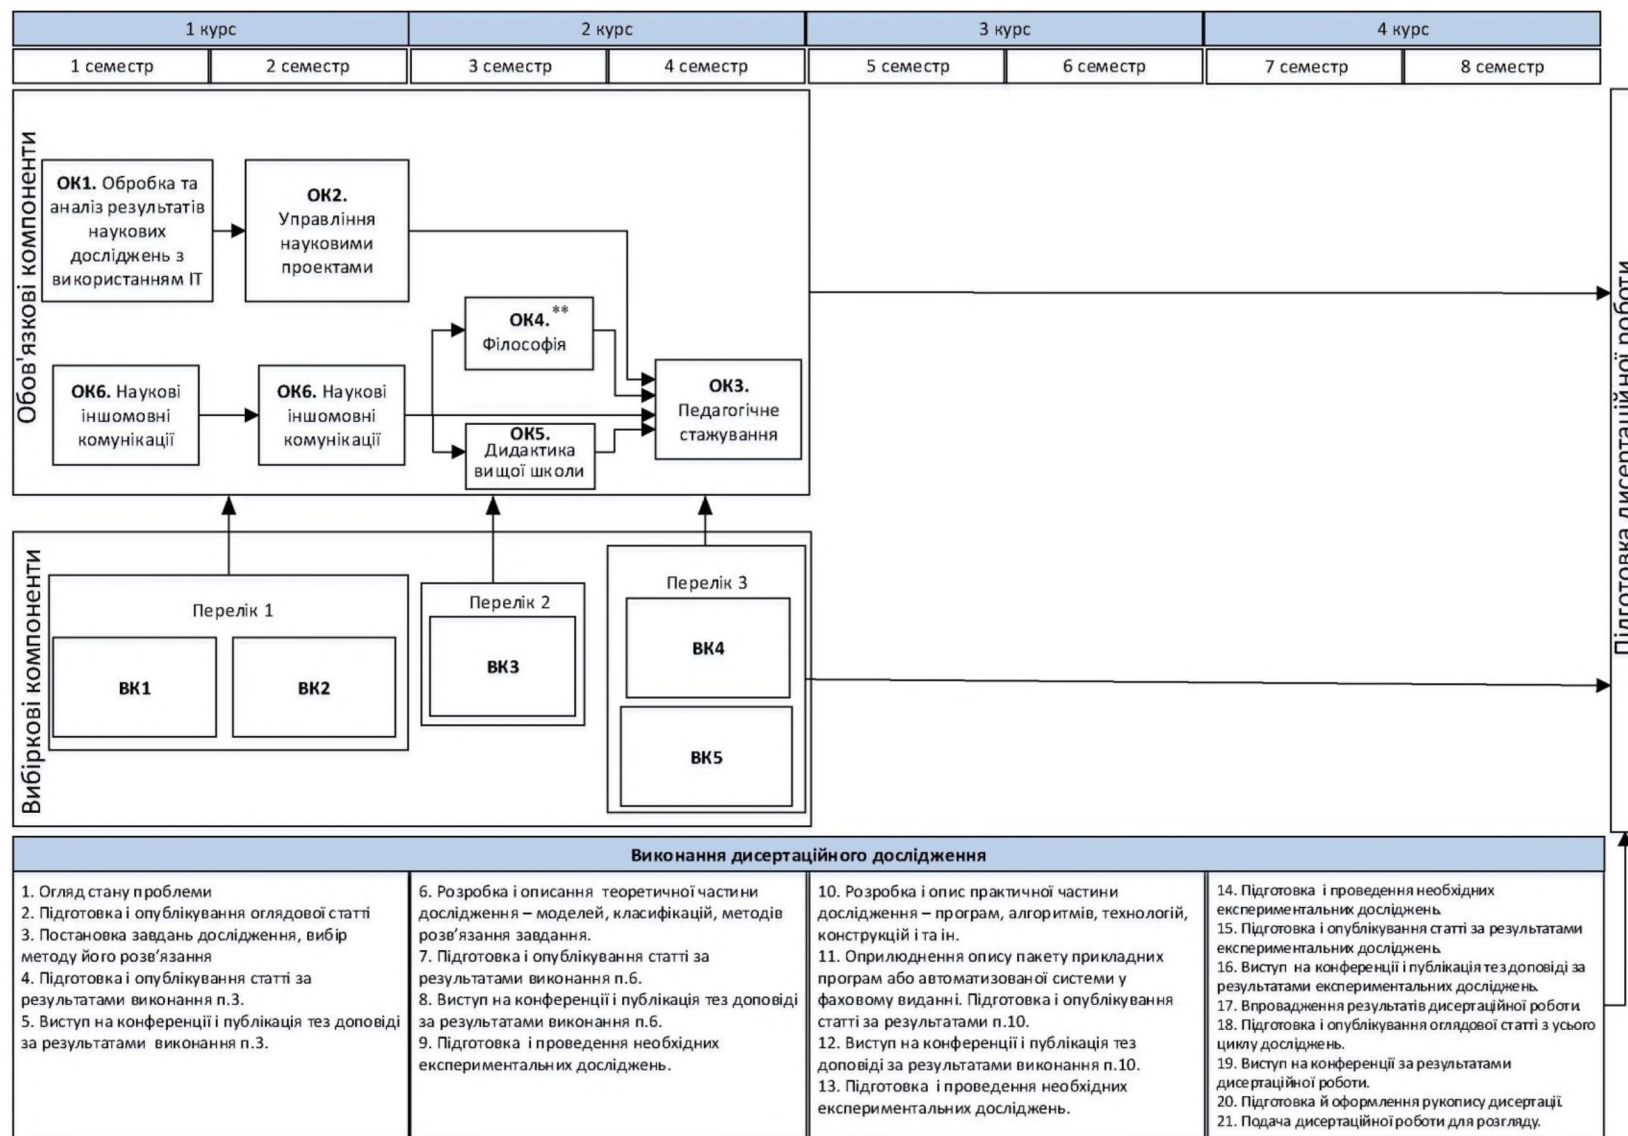 1 курс
2 курс
3 курс
4 курс
1 семестр
2 семестр
3 семестр
4 семестр
5 семестр
6 семестр
7 семестр
8 семестр
Обов'язкові компоненти
ОК1. Обробка та
аналіз результатів
наукових
досліджень з
використанням ІТ
ОК2.
Управління
науковими
проектами
ОК4.**
Філософія
ОК6. Наукові
іншомовні
комунікації
ОК6. Наукові
іншомовні
комунікації
ОК5.
Дидактика
вищої школи
ОК3.
Педагогічне
стажування
Підготовка дисертаційної роботи
Вибіркові компоненти
Перелік 1
ВК1
ВК2
Перелік 2
ВК3
Перелік 3
ВК4
ВК5
Виконання дисертаційного дослідження
1. Огляд стану проблеми
2. Підготовка і опублікування оглядової статті
3. Постановка завдань дослідження, вибір
методу його розв'язання
4. Підготовка і опублікування статті за
результатами виконання п.3.
5. Виступ на конференції і публікація тез доповіді
за результатами виконання п.3.
6. Розробка і описання теоретичної частини
дослідження – моделей, класифікацій, методів
розв'язання завдання.
7. Підготовка і опублікування статті за
результатами виконання п.6.
8. Виступ на конференції і публікація тез доповіді
за результатами виконання п.6.
9. Підготовка і проведення необхідних
експериментальних досліджень.
10. Розробка і опис практичної частини
дослідження – програм, алгоритмів, технологій,
конструкцій і та ін.
11. Оприлюднення опису пакету прикладних
програм або автоматизованої системи у
фаховому виданні. Підготовка і опублікування
статті за результатами п.10.
12. Виступ на конференції і публікація тез
доповіді за результатами виконання п.10.
13. Підготовка і проведення необхідних
експериментальних досліджень.
14. Підготовка і проведення необхідних
експериментальних досліджень.
15. Підготовка і опублікування статті за результатами
експериментальних досліджень.
16. Виступ на конференції і публікація тез доповіді за
результатами експериментальних досліджень.
17. Впровадження результатів дисертаційної роботи.
18. Підготовка і опублікування оглядової статті з усього
циклу досліджень.
19. Виступ на конференції за результатами
дисертаційної роботи.
20. Підготовка й оформлення рукопису дисертації.
21. Подача дисертаційної роботи для розгляду.